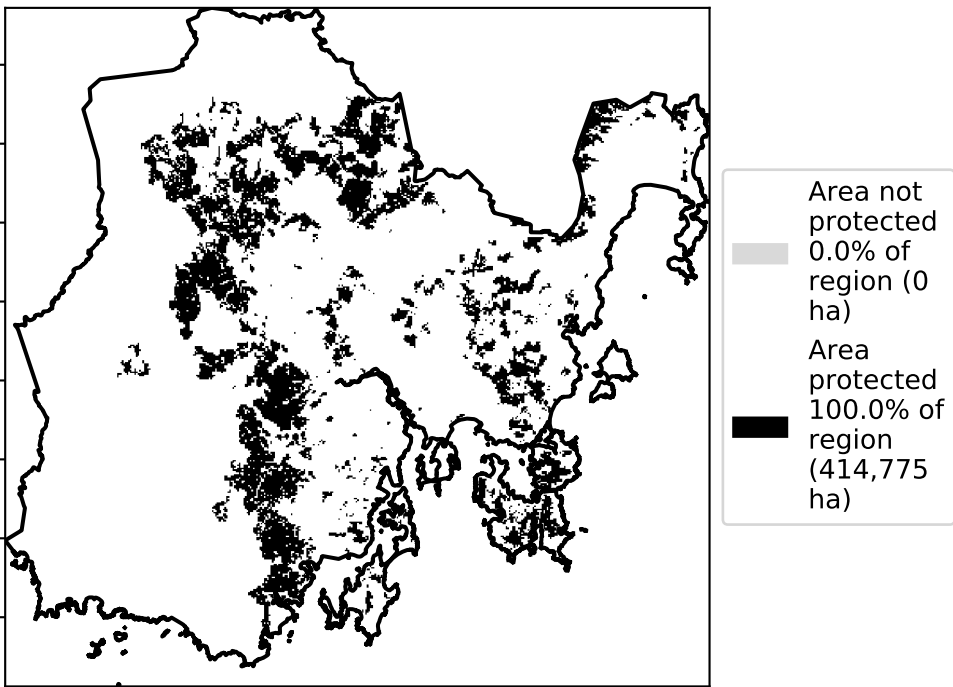 Area not
protected
0.0% of
region (0
ha)
Area
protected
100.0% of
region
(414,775
ha)